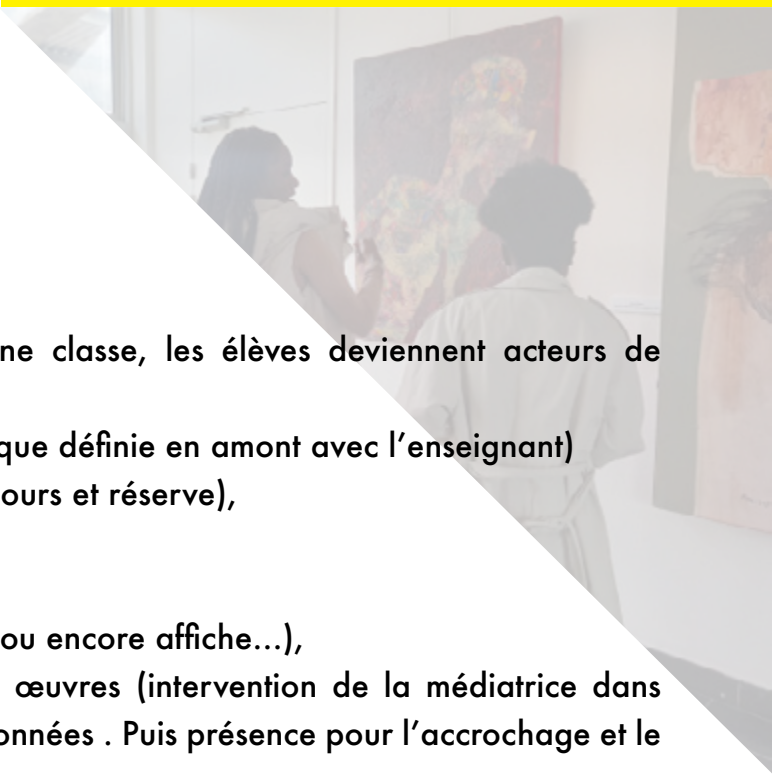 ne classe, les élèves deviennent acteurs de
que définie en amont avec l’enseignant)
ours et réserve),
ou encore affiche...),
œuvres (intervention de la médiatrice dans
onnées . Puis présence pour l’accrochage et le